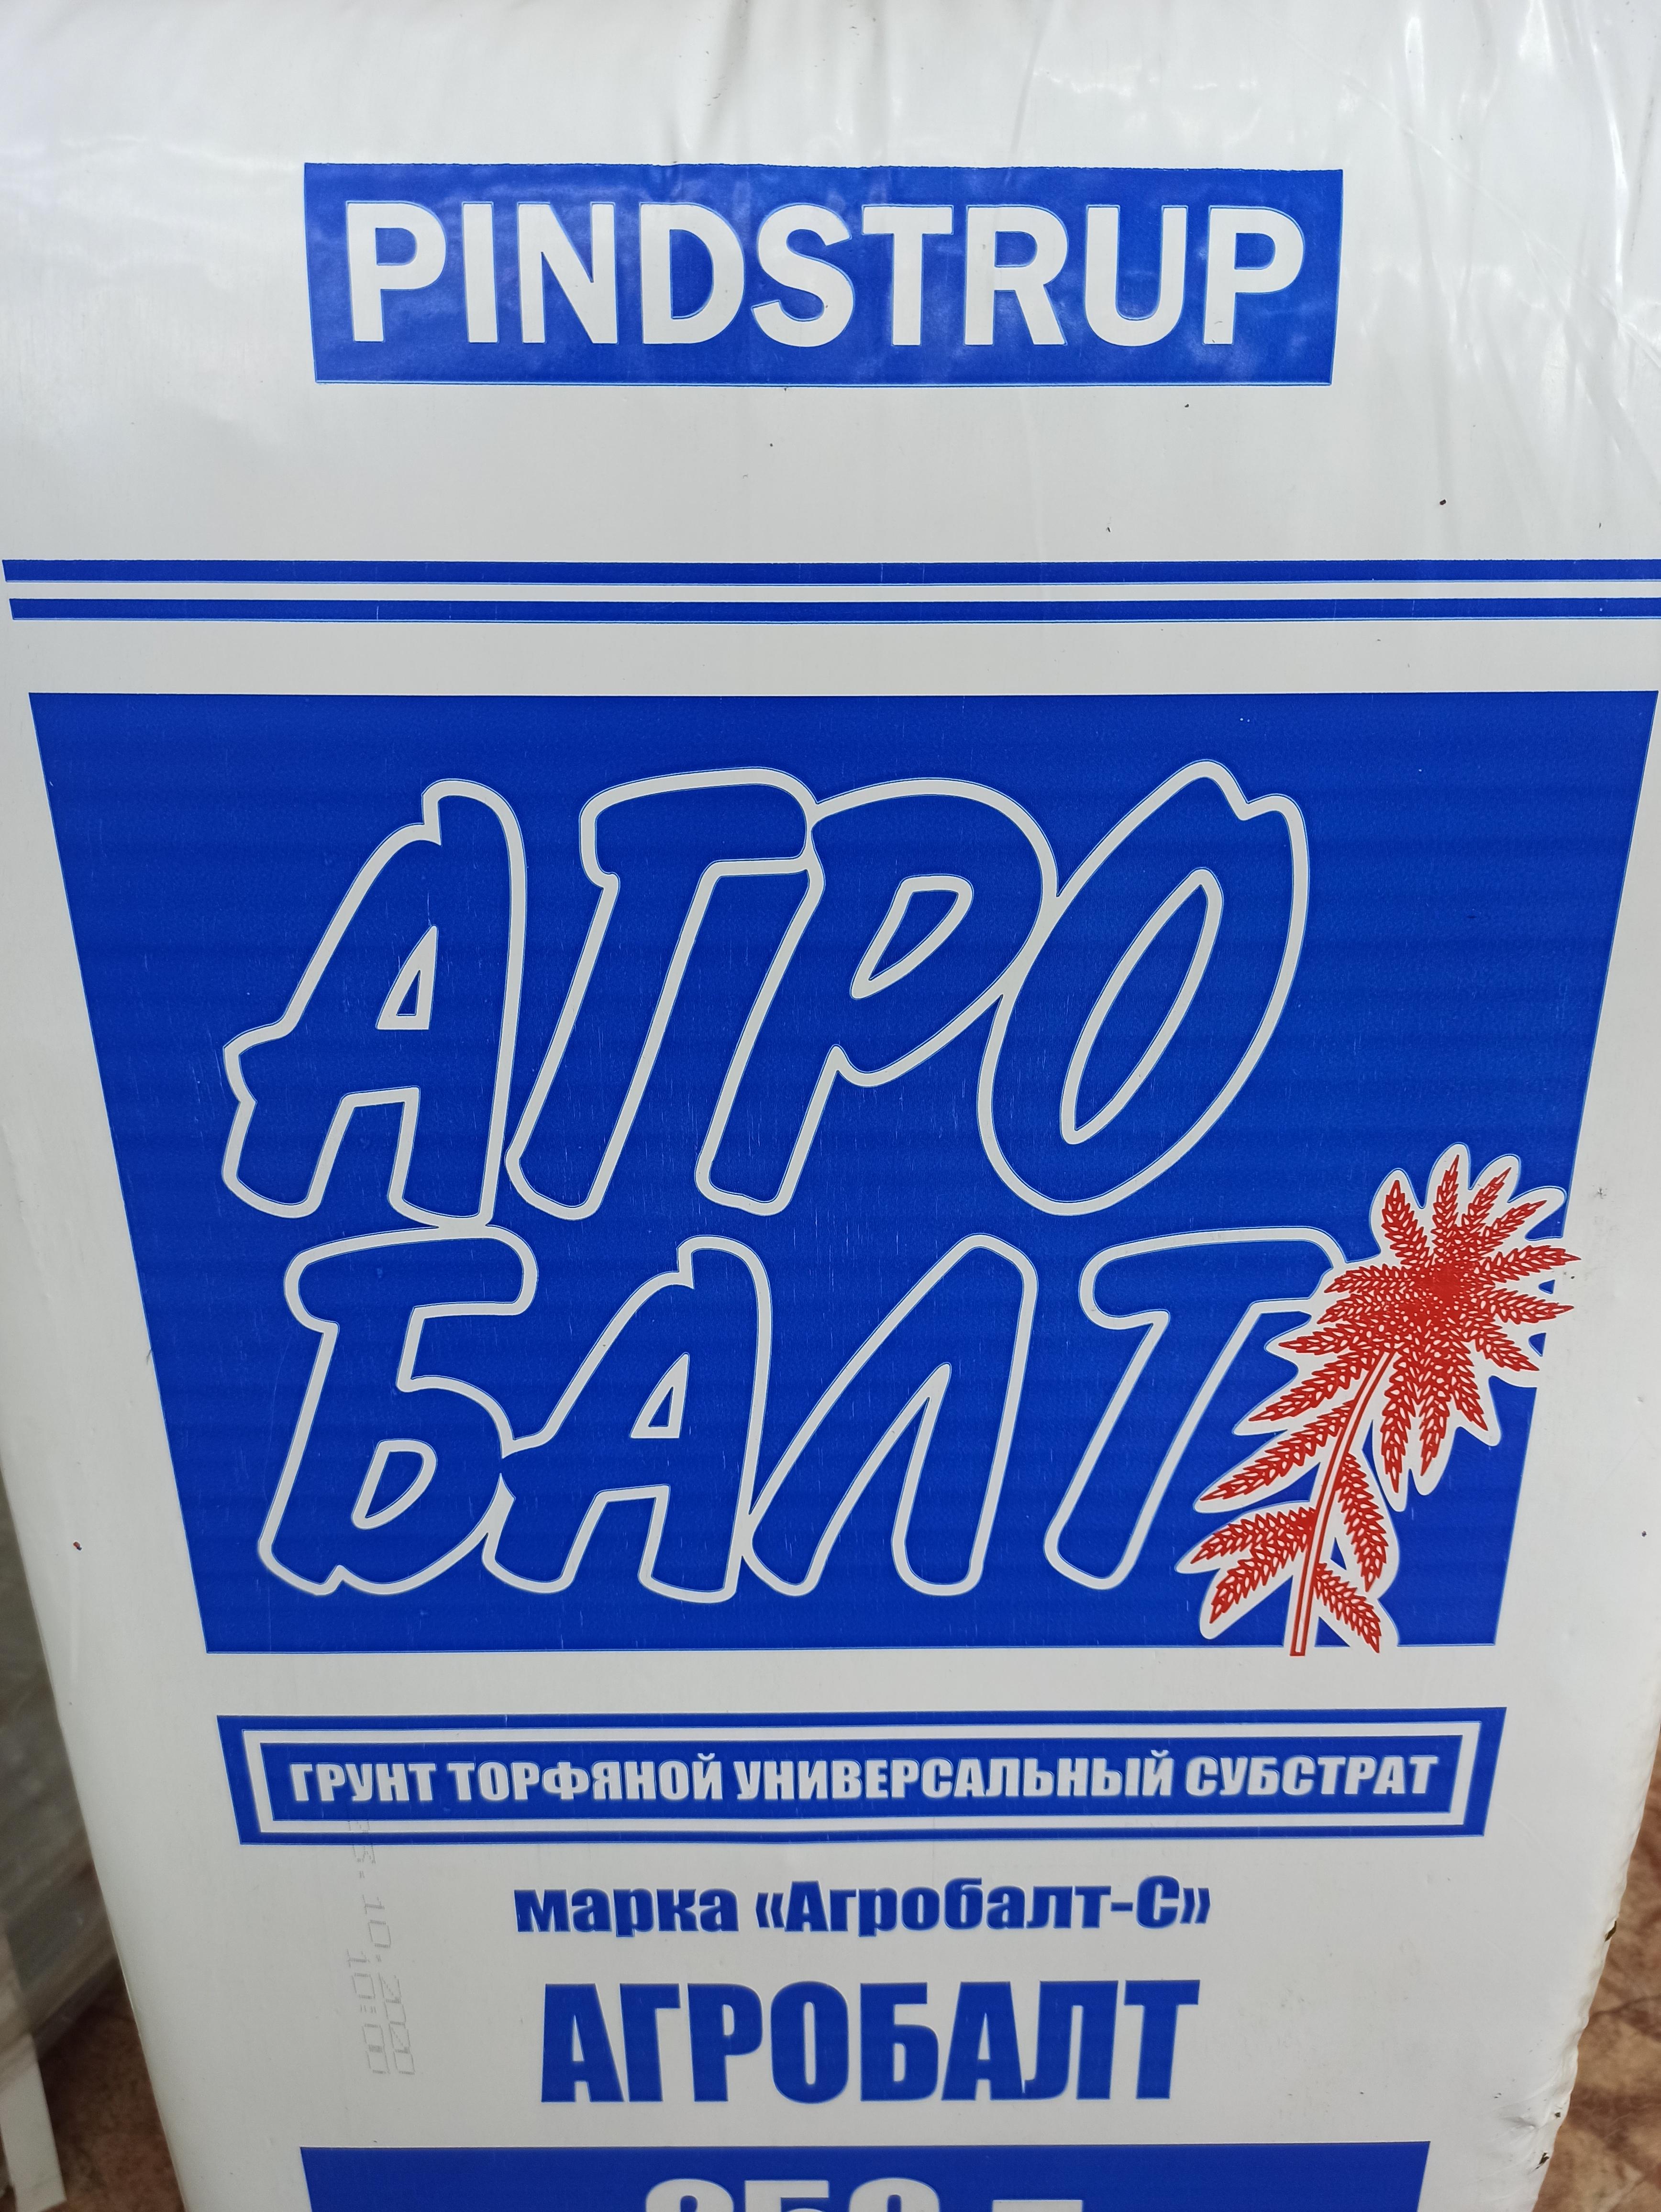 PINDSTRUP
АГРО
БАЛТ
ГРУНТ ТОРФЯНОЙ УНИВЕРСАЛЬНЫЙ СУБСТРАТ
марка «Агробалт-С»
АГРОБАЛТ